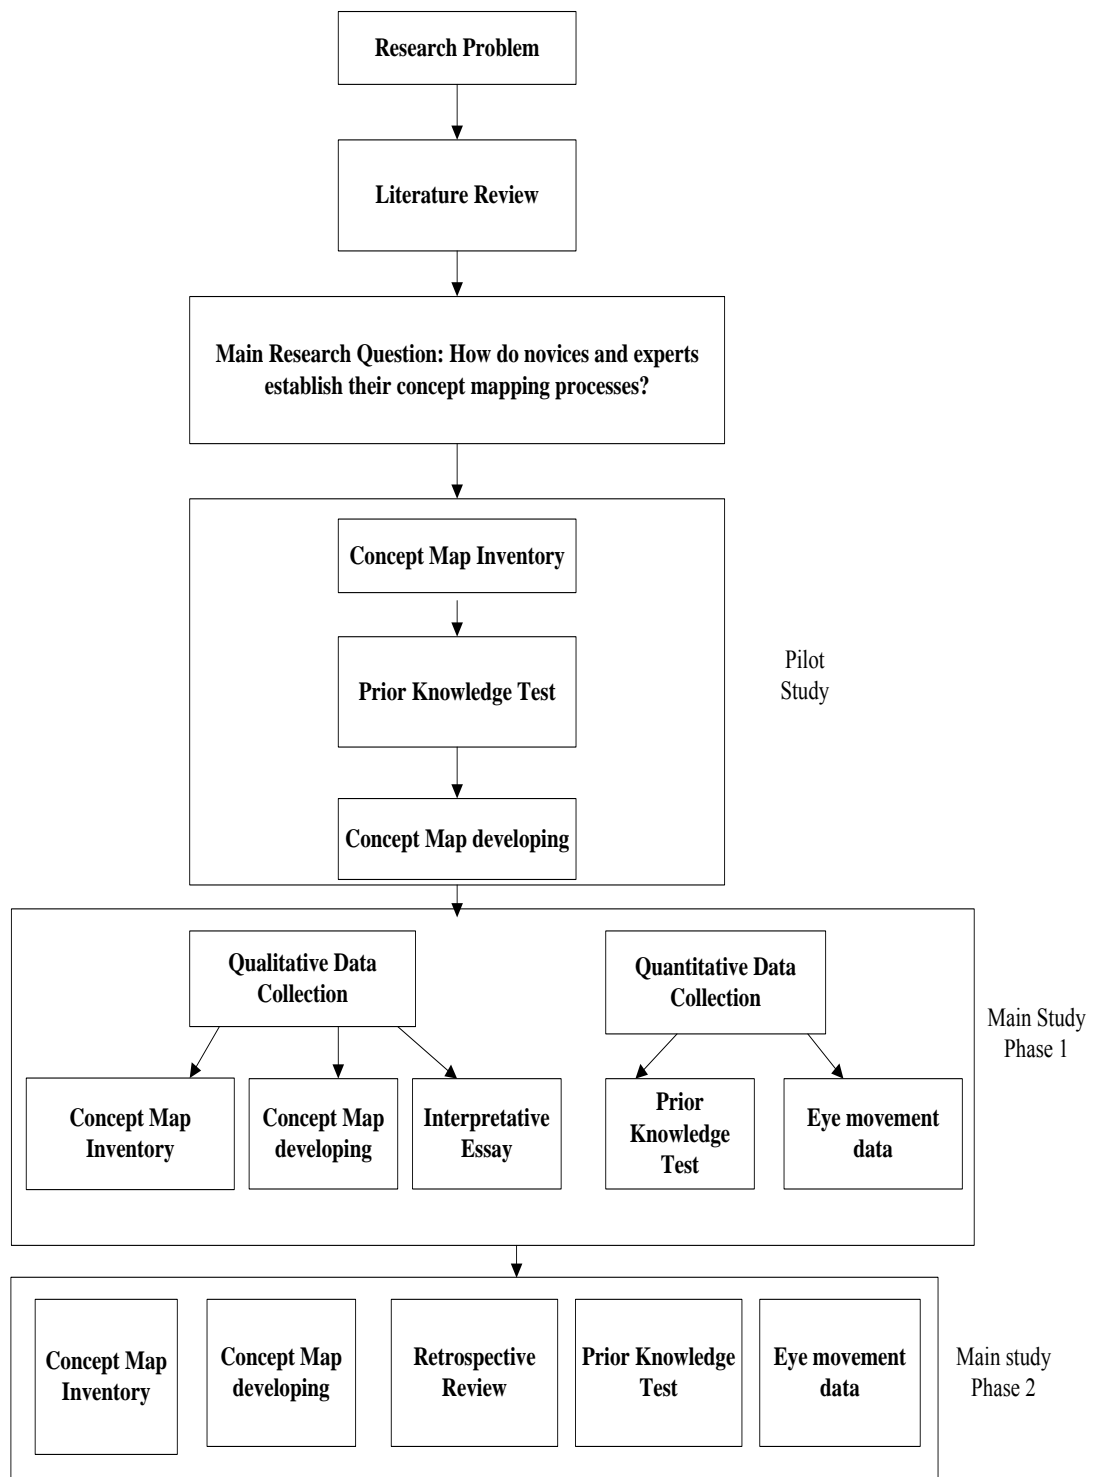 Research Problem
Literature Review
Main Research Question: How do novices and experts
establish their concept mapping processes?
Concept Map Inventory
Prior Knowledge Test
Concept Map developing
Pilot
Study
Qualitative Data
Collection
Quantitative Data
Collection
Concept Map
Inventory
Concept Map
developing
Interpretative
Essay
Prior
Knowledge
Test
Eye movement
data
Main Study
Phase 1
Concept Map
Inventory
Concept Map
developing
Retrospective
Review
Prior Knowledge
Test
Eye movement
data
Main study
Phase 2